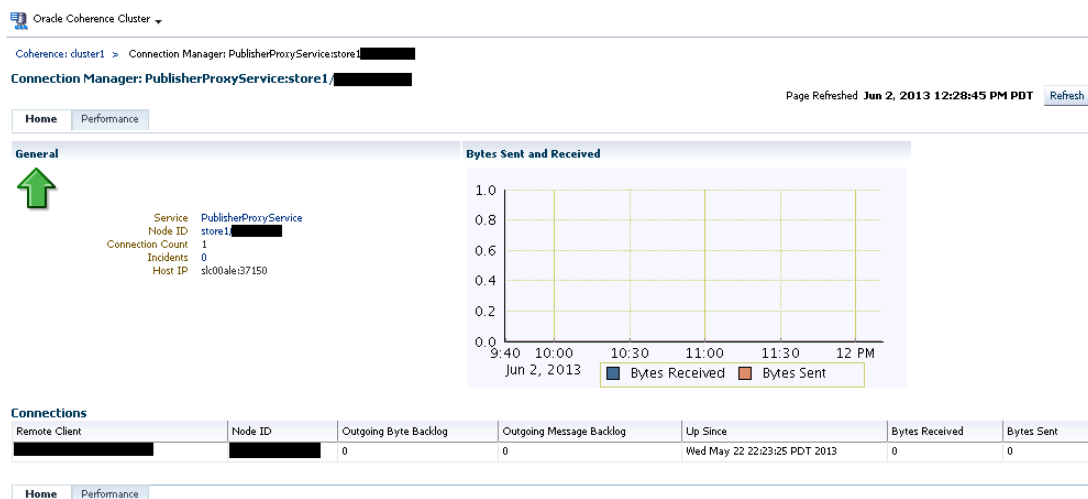 Oracle Coherence Cluster
Coherence: cluster1 > Connection Manager: PublisherProxyService:store1
Connection Manager: PublisherProxyService:store1/
Page Refreshed Jun 2, 2013 12:28:45 PM PDT Refresh
Home Performance
General
Service PublisherProxyService
Node ID store1/
Connection Count 1
Incidents 0
Host IP slc00ale:37150
Bytes Sent and Received
1.0
0.8
0.6
0.4
0.2
0.0
9:40 10:00 10:30 11:00 11:30 12 PM
Jun 2, 2013
Bytes Received Bytes Sent
Connections
Remote Client Node ID Outgoing Byte Backlog Outgoing Message Backlog Up Since Bytes Received Bytes Sent
0 0 Wed May 22 22:23:25 PDT 2013 0 0
Home Performance